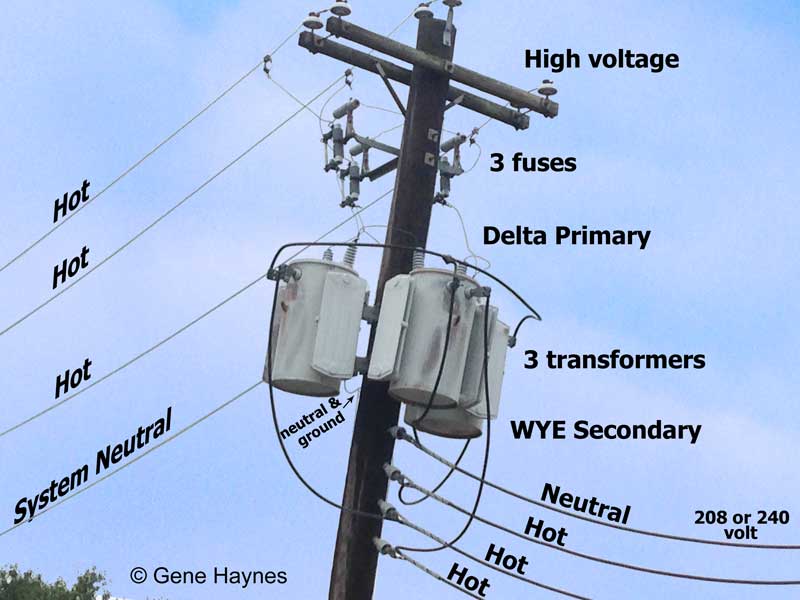 High voltage
3 fuses
Hot
Delta Primary
Hot
3 transformers
Hot
neutral &
ground
WYE Secondary
System Neutral
Neutral
208 or 240
volt
Hot
Hot
Hot
© Gene Haynes